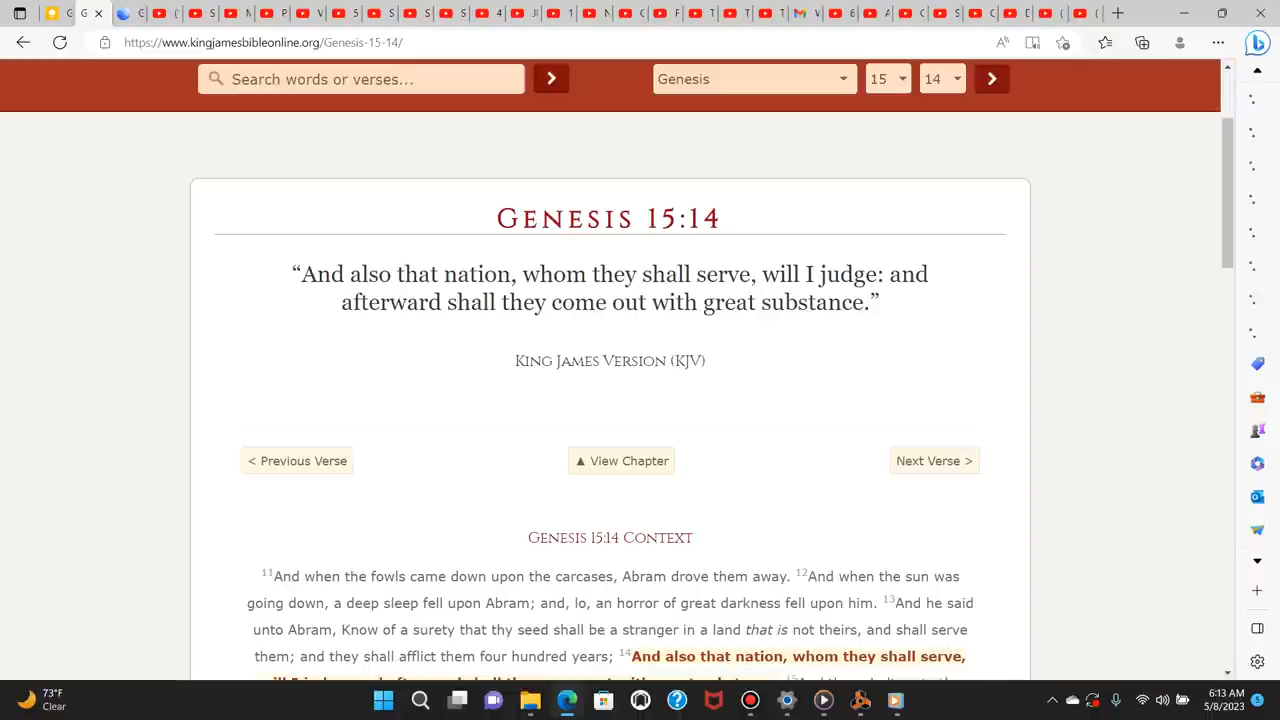 G
G
(
S
N
P
V
5
S
S
S
4
1
N
C
F
T
T
T
V
6
A
C
S
C
D
(
(
https://www.kingjamesbibleonline.org/Genesis-15-14/
Search words or verses...
Genesis
15
14
GENESIS 15:14
“And also that nation, whom they shall serve, will I judge: and
afterward shall they come out with great substance.”
KING JAMES VERSION (KJV)
< Previous Verse
▲ View Chapter
Next Verse >
GENESIS 15:14 CONTEXT
11And when the fowls came down upon the carcases, Abram drove them away. 12And when the sun was
going down, a deep sleep fell upon Abram; and, lo, an horror of great darkness fell upon him. 13And he said
unto Abram, Know of a surety that thy seed shall be a stranger in a land that is not theirs, and shall serve
them; and they shall afflict them four hundred years; 14And also that nation, whom they shall serve,
73°F
Clear
6:13 AM
5/8/2023